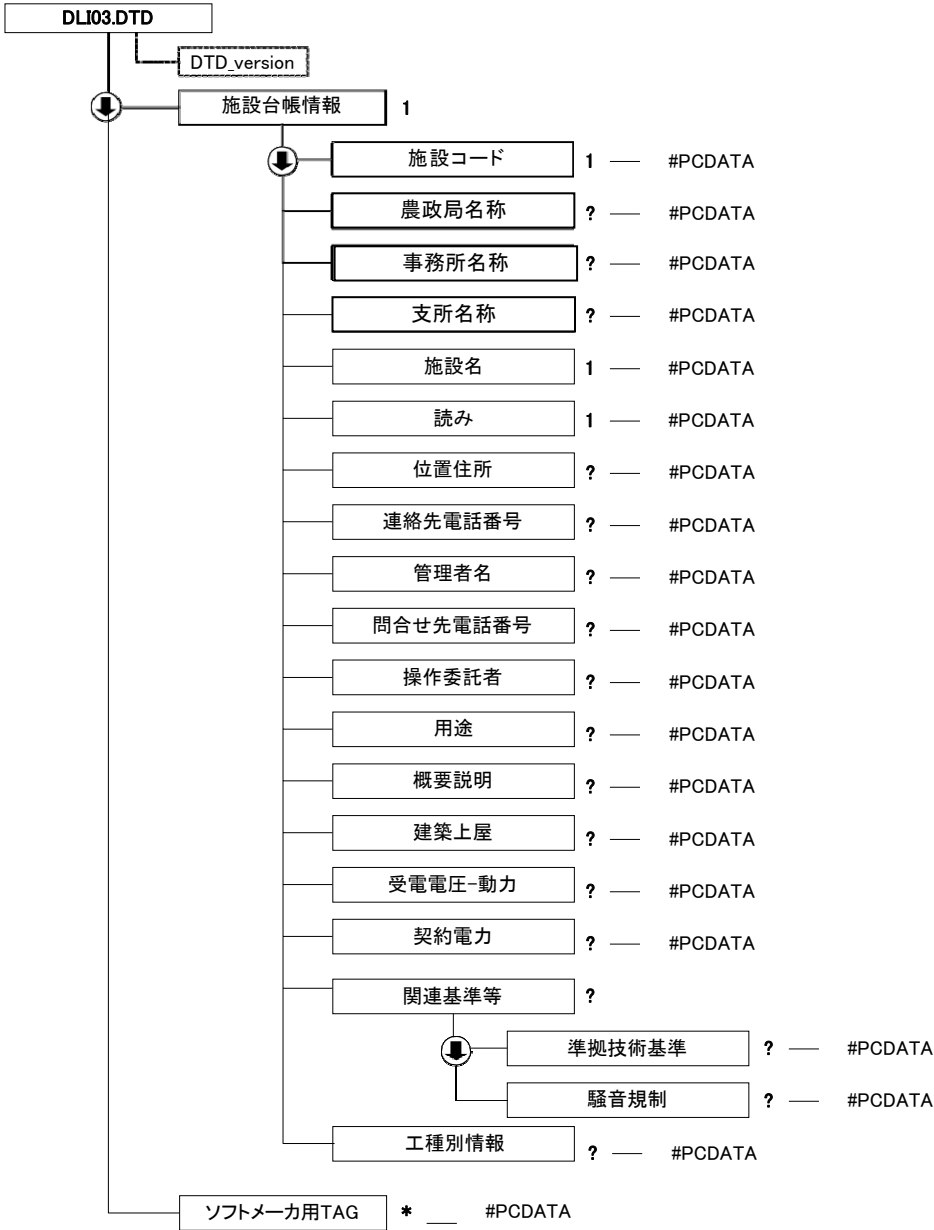 DLI03.DTD
DTD_version
施設台帳情報 1
施設コード 1 — #PCDATA
農政局名称 ? — #PCDATA
事務所名称 ? — #PCDATA
支所名称 ? — #PCDATA
施設名 1 — #PCDATA
読み 1 — #PCDATA
位置住所 ? — #PCDATA
連絡先電話番号 ? — #PCDATA
管理者名 ? — #PCDATA
問合せ先電話番号 ? — #PCDATA
操作委託者 ? — #PCDATA
用途 ? — #PCDATA
概要説明 ? — #PCDATA
建築上屋 ? — #PCDATA
受電電圧-動力 ? — #PCDATA
契約電力 ? — #PCDATA
関連基準等 ?
準拠技術基準 ? — #PCDATA
騒音規制 ? — #PCDATA
工種別情報 ? — #PCDATA
ソフトメーカ用TAG * __ #PCDATA